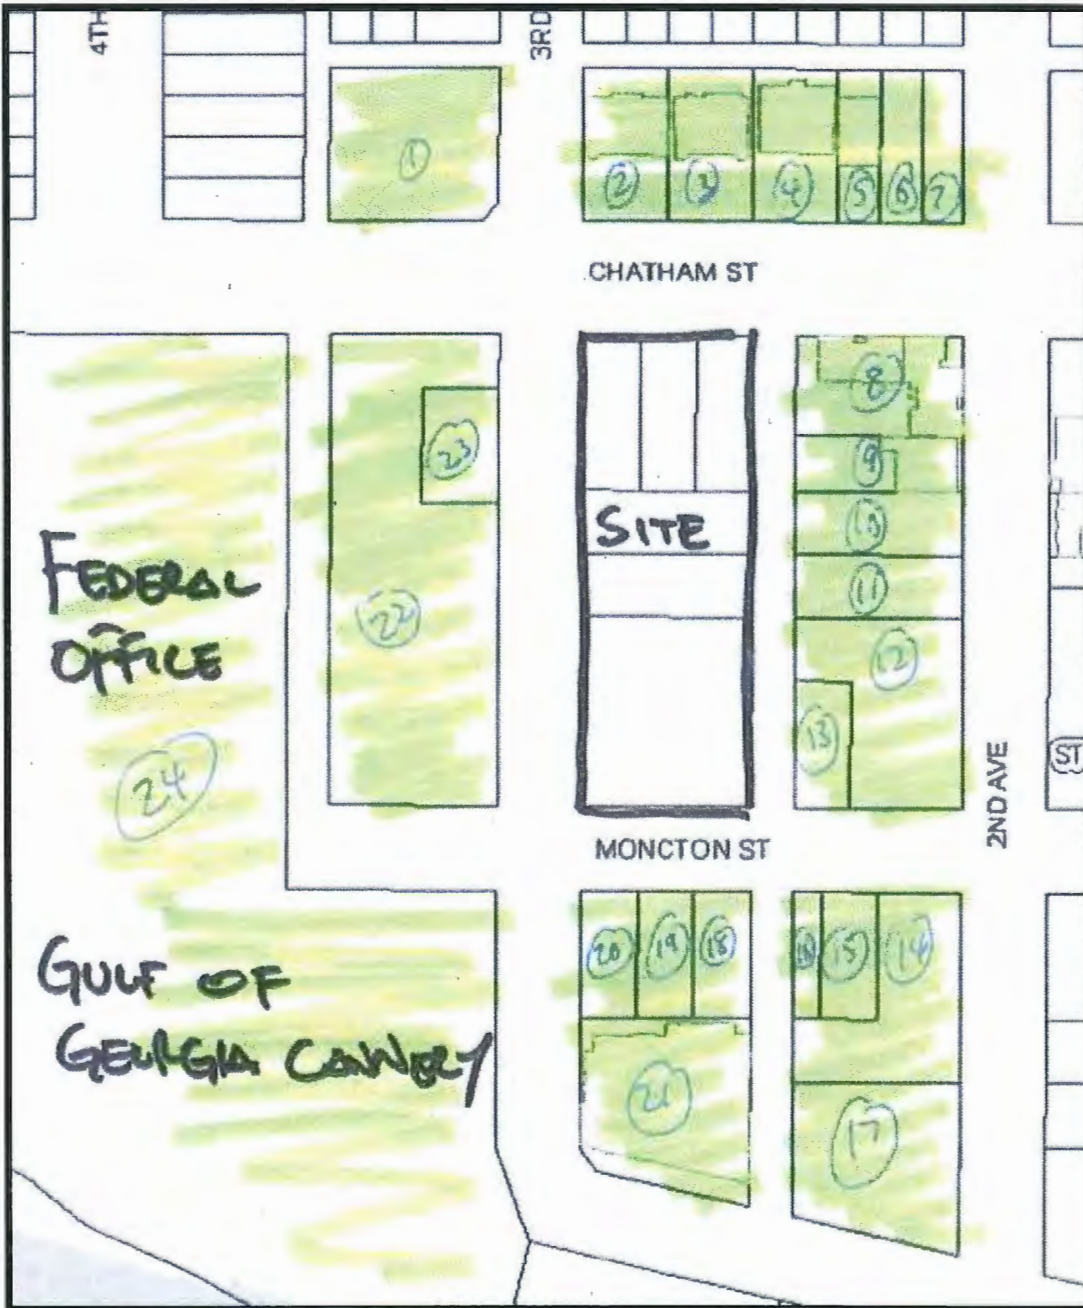 4TH
3RD
1
2 3 4 5 6 7
CHATHAM ST
8
23
9
SITE
10
FEDERAL
OFFICE
11
22
12
13
24
2ND AVE
ST
MONCTON ST
20 19 18 16 15 14
GULF OF
GEORGIA CANNERY
21
17